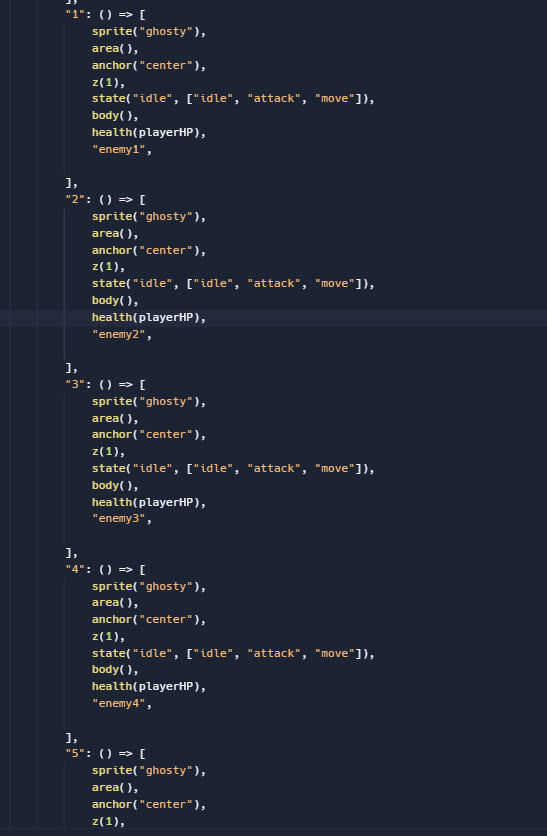 ],
"1": () => [
sprite("ghosty"),
area(),
anchor("center"),
z(1),
state("idle", ["idle", "attack", "move"]),
body(),
health(playerHP),
"enemy1",
],
"2": () => [
sprite("ghosty"),
area(),
anchor("center"),
z(1),
state("idle", ["idle", "attack", "move"]),
body(),
health(playerHP),
"enemy2",
],
"3": () => [
sprite("ghosty"),
area(),
anchor("center"),
z(1),
state("idle", ["idle", "attack", "move"]),
body(),
health(playerHP),
"enemy3",
],
"4": () => [
sprite("ghosty"),
area(),
anchor("center"),
z(1),
state("idle", ["idle", "attack", "move"]),
body(),
health(playerHP),
"enemy4",
],
"5": () => [
sprite("ghosty"),
area(),
anchor("center"),
z(1),